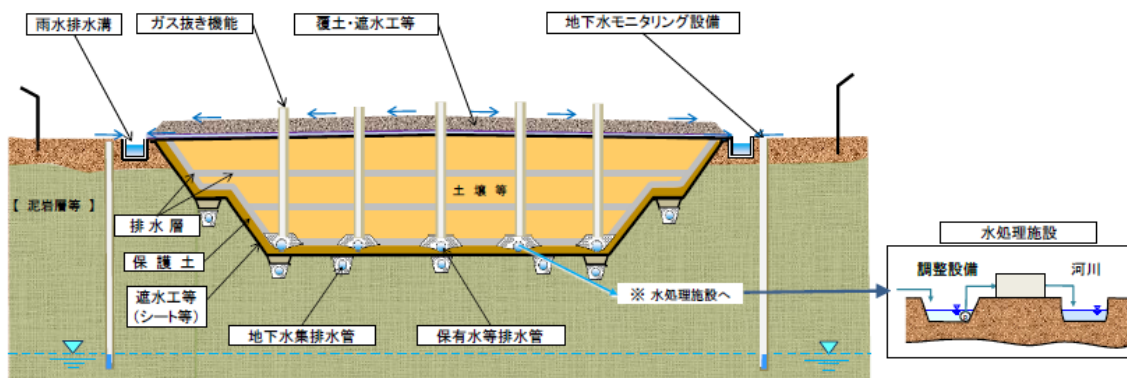 雨水排水溝
ガス抜き機能
覆土・遮水工等
地下水モニタリング設備
【 泥岩層等 】
土 壌 等
排 水 層
保 護 土
遮水工等
(シート等)
地下水集排水管
保有水等排水管
※ 水処理施設へ
水処理施設
調整設備
河川